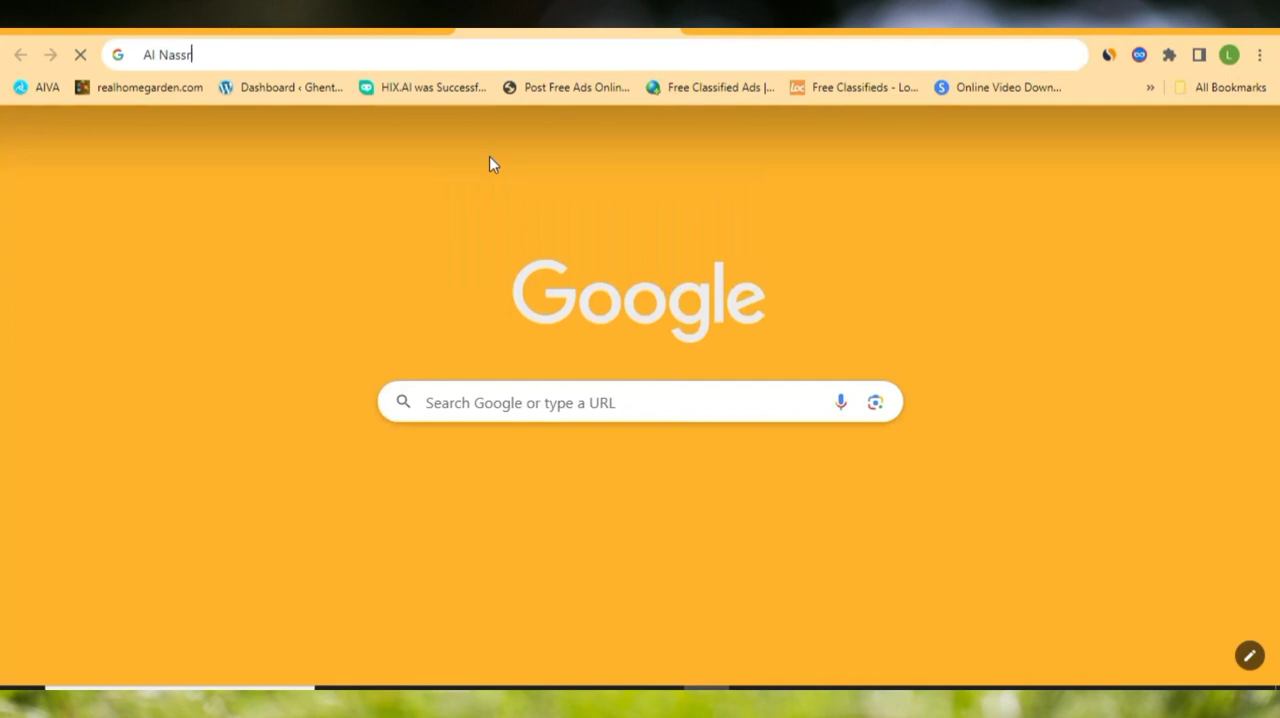 Al Nassr
AIVA realhomegarden.com Dashboard ‹ Ghent... HIX.AI was Successf... Post Free Ads Onlin... Free Classified Ads |... Loc Free Classifieds - Lo... S Online Video Down... » All Bookmarks
L
Google
Search Google or type a URL